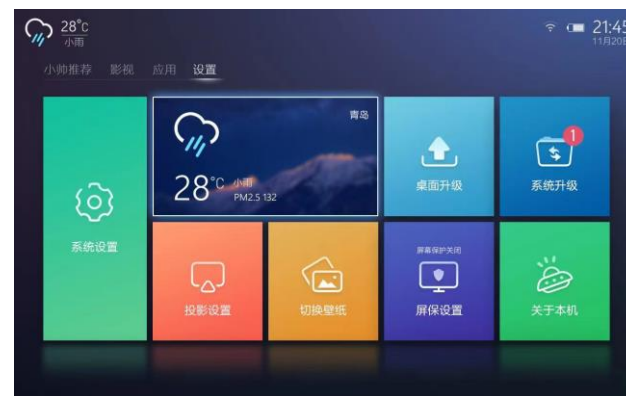 28°C
小雨
21:45
11月20日
小帅推荐 影视 应用 设置
青岛
28°C 小雨
PM2.5 132
系统设置
桌面升级
1
系统升级
投影设置
切换壁纸
屏幕保护关闭
屏保设置
关于本机